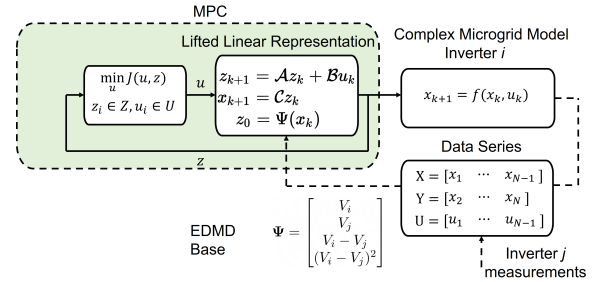 MPC
Lifted Linear Representation
min J(u, z)
u
z_i ∈ Z, u_i ∈ U
u
z_{k+1} = 𝒜z_k + ℬu_k
x_{k+1} = 𝒞z_k
z_0 = Ψ(x_k)
z
Complex Microgrid Model
Inverter i
x_{k+1} = f(x_k, u_k)
Data Series
X = [x_1 ⋯ x_{N−1}]
Y = [x_2 ⋯ x_N]
U = [u_1 ⋯ u_{N−1}]
Inverter j
measurements
EDMD
Base
Ψ = [
V_i
V_j
V_i − V_j
(V_i − V_j)^2
]